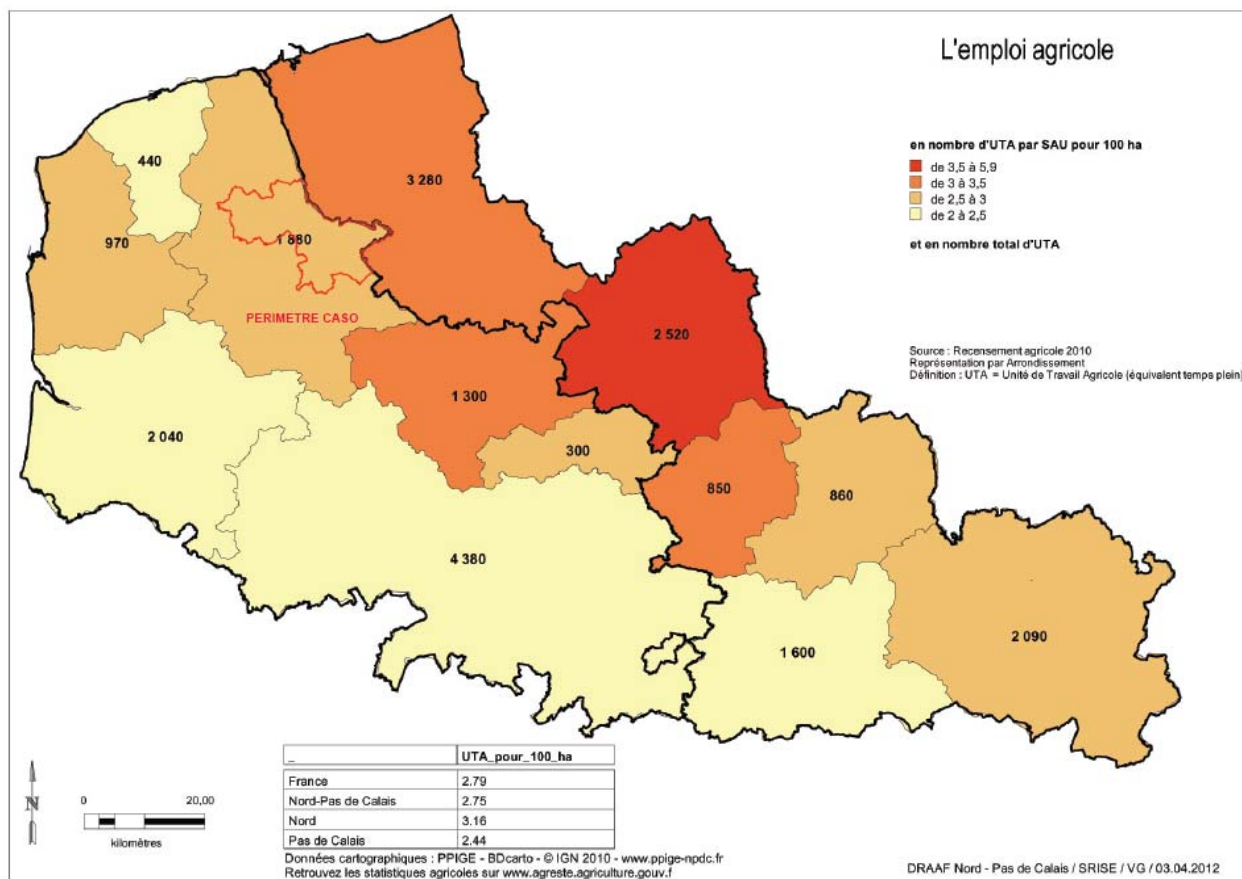 L'emploi agricole
en nombre d'UTA par SAU pour 100 ha
de 3,5 à 5,9
de 3 à 3,5
de 2,5 à 3
de 2 à 2,5
et en nombre total d'UTA
Source : Recensement agricole 2010
Représentation par Arrondissement
Définition : UTA = Unité de Travail Agricole (équivalent temps plein)
440
3 280
970
1 880
PERIMETRE CASO
2 520
1 300
2 040
300
850
860
4 380
2 090
1 600
_ UTA_pour_100_ha
France 2.79
Nord-Pas de Calais 2.75
Nord 3.16
Pas de Calais 2.44
N
0 20,00
kilomètres
Données cartographiques : PPIGE - BDcarto - © IGN 2010 - www.ppige-npdc.fr
Retrouvez les statistiques agricoles sur www.agreste.agriculture.gouv.f
DRAAF Nord - Pas de Calais / SRISE / VG / 03.04.2012